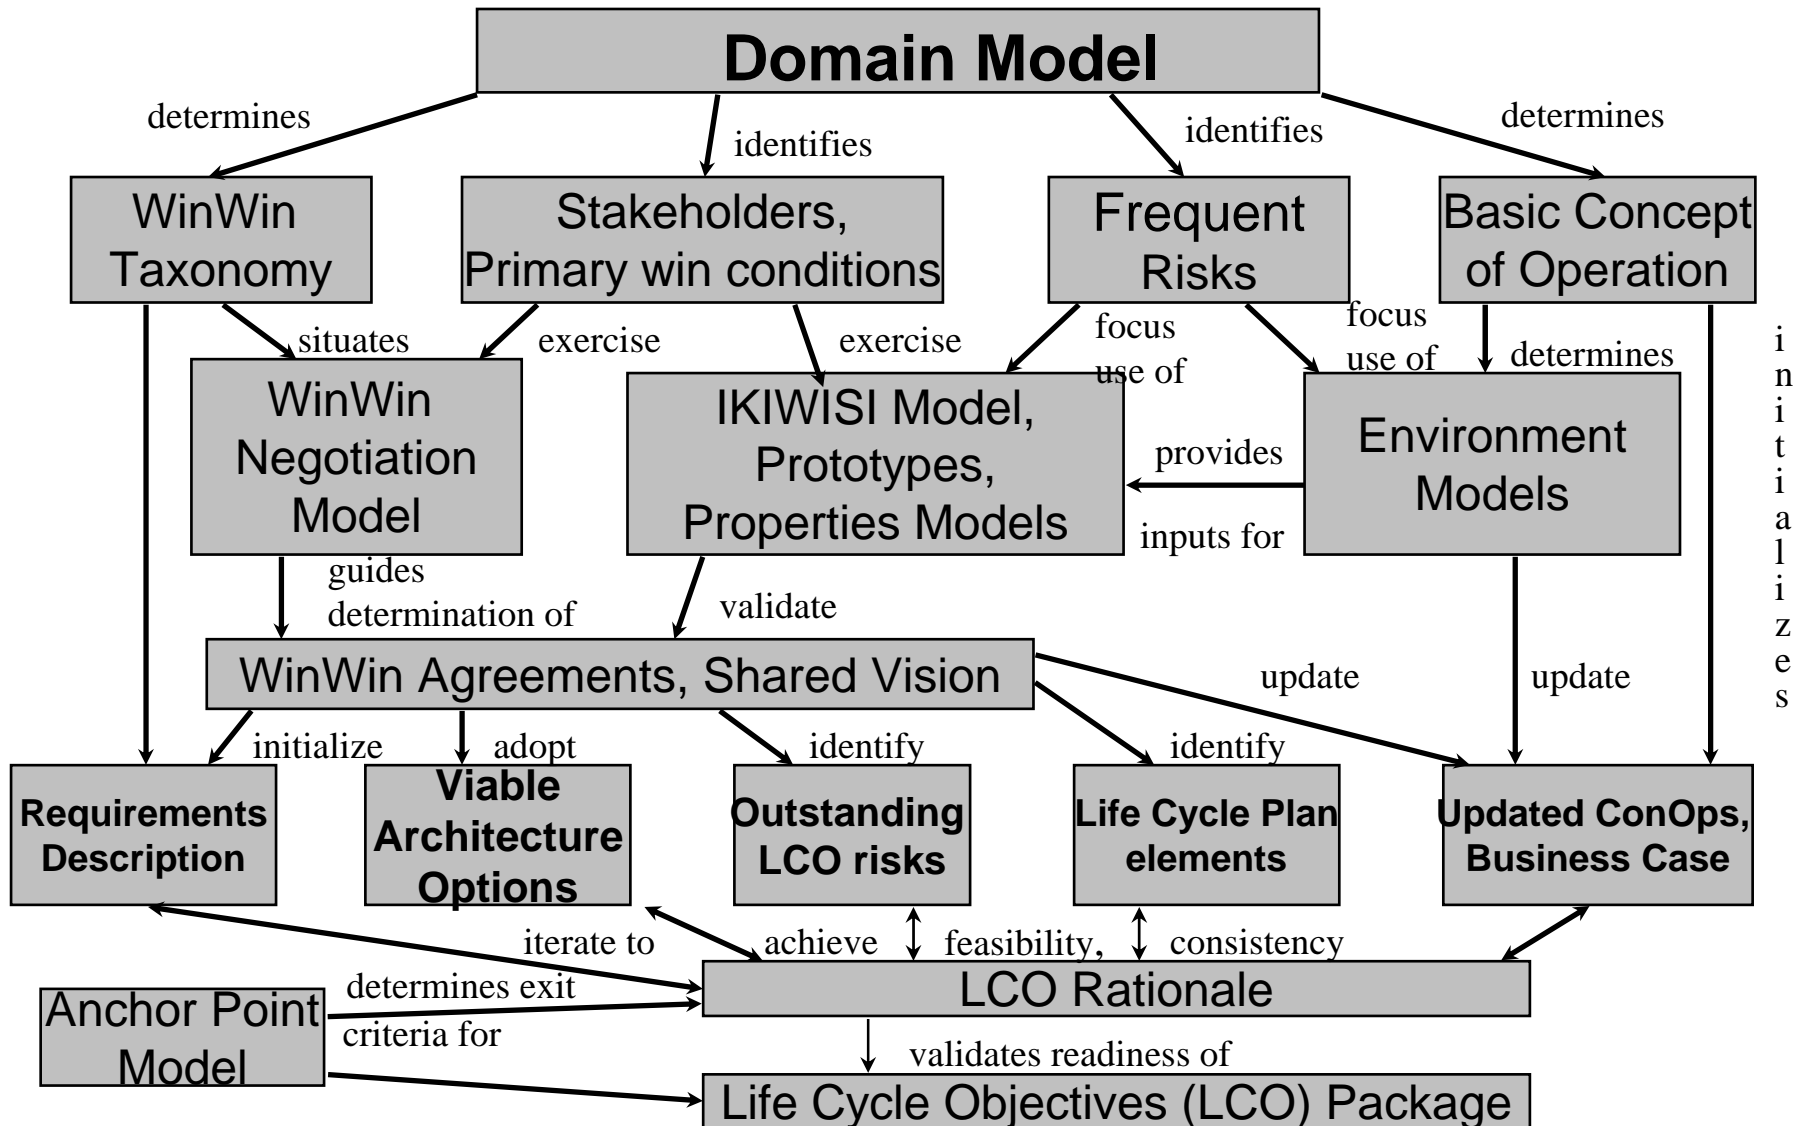 Domain Model
determines
identifies
identifies
determines
WinWin
Taxonomy
Stakeholders,
Primary win conditions
Frequent
Risks
Basic Concept
of Operation
situates
exercise
exercise
focus
use of
focus
use of
determines
initializes
WinWin
Negotiation
Model
IKIWISI Model,
Prototypes,
Properties Models
provides
inputs for
Environment
Models
guides
determination of
validate
WinWin Agreements, Shared Vision
update
update
initialize
adopt
identify
identify
Requirements
Description
Viable
Architecture
Options
Outstanding
LCO risks
Life Cycle Plan
elements
Updated ConOps,
Business Case
iterate to
achieve
feasibility,
consistency
LCO Rationale
Anchor Point
Model
determines exit
criteria for
validates readiness of
Life Cycle Objectives (LCO) Package